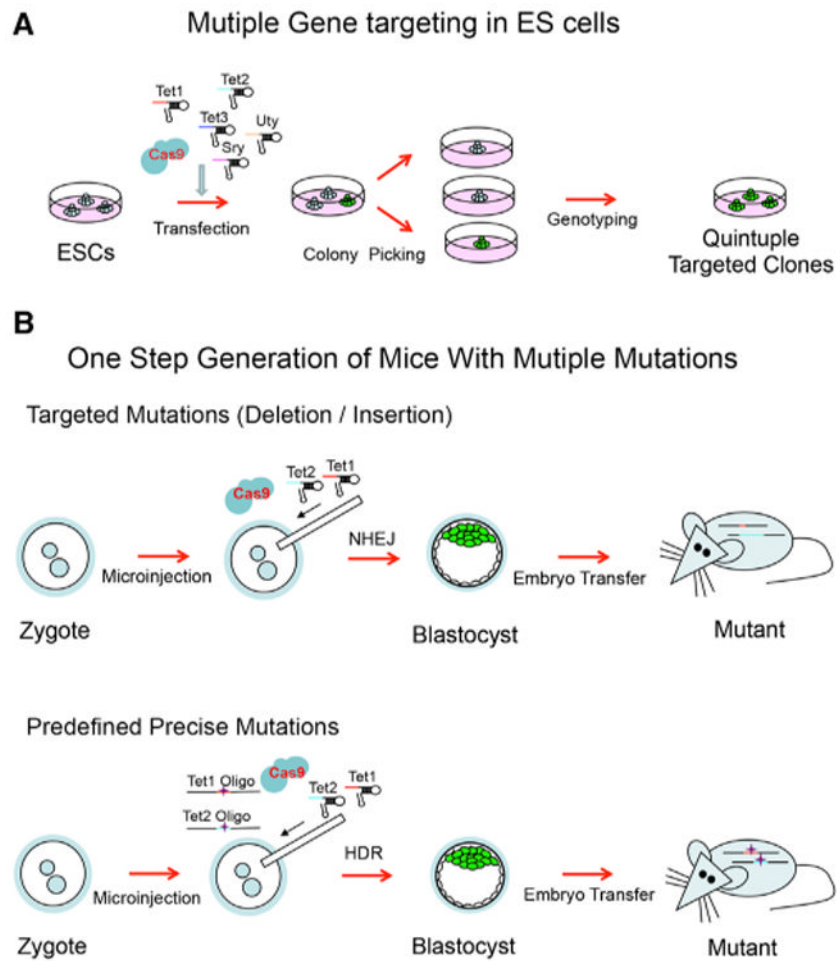 A
Mutiple Gene targeting in ES cells
Tet1
Tet2
Tet3
Uty
Sry
Cas9
Transfection
ESCs
Colony Picking
Genotyping
Quintuple
Targeted Clones
B
One Step Generation of Mice With Mutiple Mutations
Targeted Mutations (Deletion / Insertion)
Cas9
Tet2
Tet1
Microinjection
NHEJ
Embryo Transfer
Zygote
Blastocyst
Mutant
Predefined Precise Mutations
Tet1 Oligo
Cas9
Tet2
Tet1
Tet2 Oligo
Microinjection
HDR
Embryo Transfer
Zygote
Blastocyst
Mutant